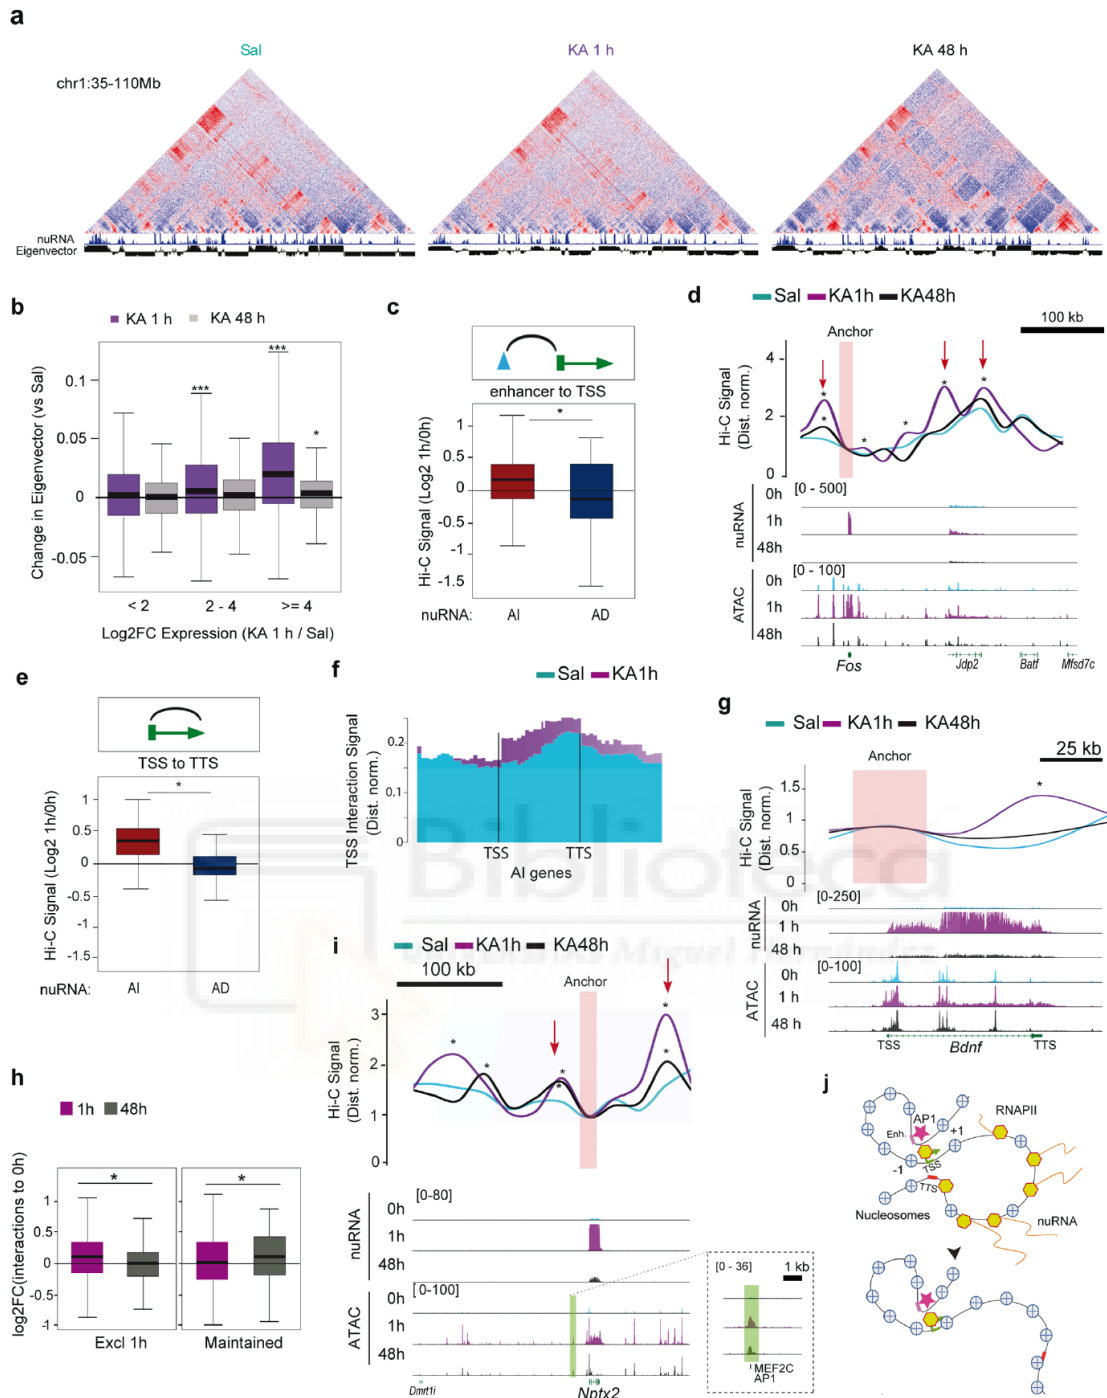 a
Sal
KA 1 h
KA 48 h
chr1:35-110Mb
nuRNA
Eigenvector
b
KA 1 h
KA 48 h
Change in Eigenvector (vs Sal)
0.1
0.05
0
-0.05
***
***
*
< 2
2 - 4
>= 4
Log2FC Expression (KA 1 h / Sal)
c
enhancer to TSS
Hi-C Signal (Log2 1h/0h)
1
0.5
0
-0.5
-1
-1.5
*
nuRNA:
AI
AD
d
Sal
KA1h
KA48h
100 kb
Anchor
Hi-C Signal
(Dist. norm.)
4
2
0
* * * * * *
nuRNA
0h
1h
48h
[0 - 500]
ATAC
0h
1h
48h
[0 - 100]
Fos
Jdp2
Batf
Mfsd7c
e
TSS to TTS
Hi-C Signal (Log2 1h/0h)
1
0.5
0
-0.5
-1
-1.5
*
nuRNA:
AI
AD
f
Sal
KA1h
TSS Interaction Signal
(Dist. norm.)
0.2
0.1
0
TSS
TTS
AI genes
g
Sal
KA1h
KA48h
25 kb
Anchor
Hi-C Signal
(Dist. norm.)
1.5
1
0.5
0
*
nuRNA
0h
1 h
48 h
[0-250]
ATAC
0h
1 h
48 h
[0-100]
TSS
Bdnf
TTS
Biblioteca
UNIVERSITAS Miguel Hernández
h
1h
48h
log2FC(interactions to 0h)
1
0.5
0
-0.5
-1
*
*
Excl 1h
Maintained
i
Sal
KA1h
KA48h
100 kb
Anchor
Hi-C Signal
(Dist. norm.)
3
2
1
0
* * * * * *
nuRNA
0h
1h
48h
[0-80]
ATAC
0h
1h
48h
[0-100]
Dmrt1i
Nptx2
[0 - 36]
1 kb
MEF2C
AP1
j
AP1
RNAPII
Enh.
+1
-1
TSS
TTS
Nucleosomes
nuRNA